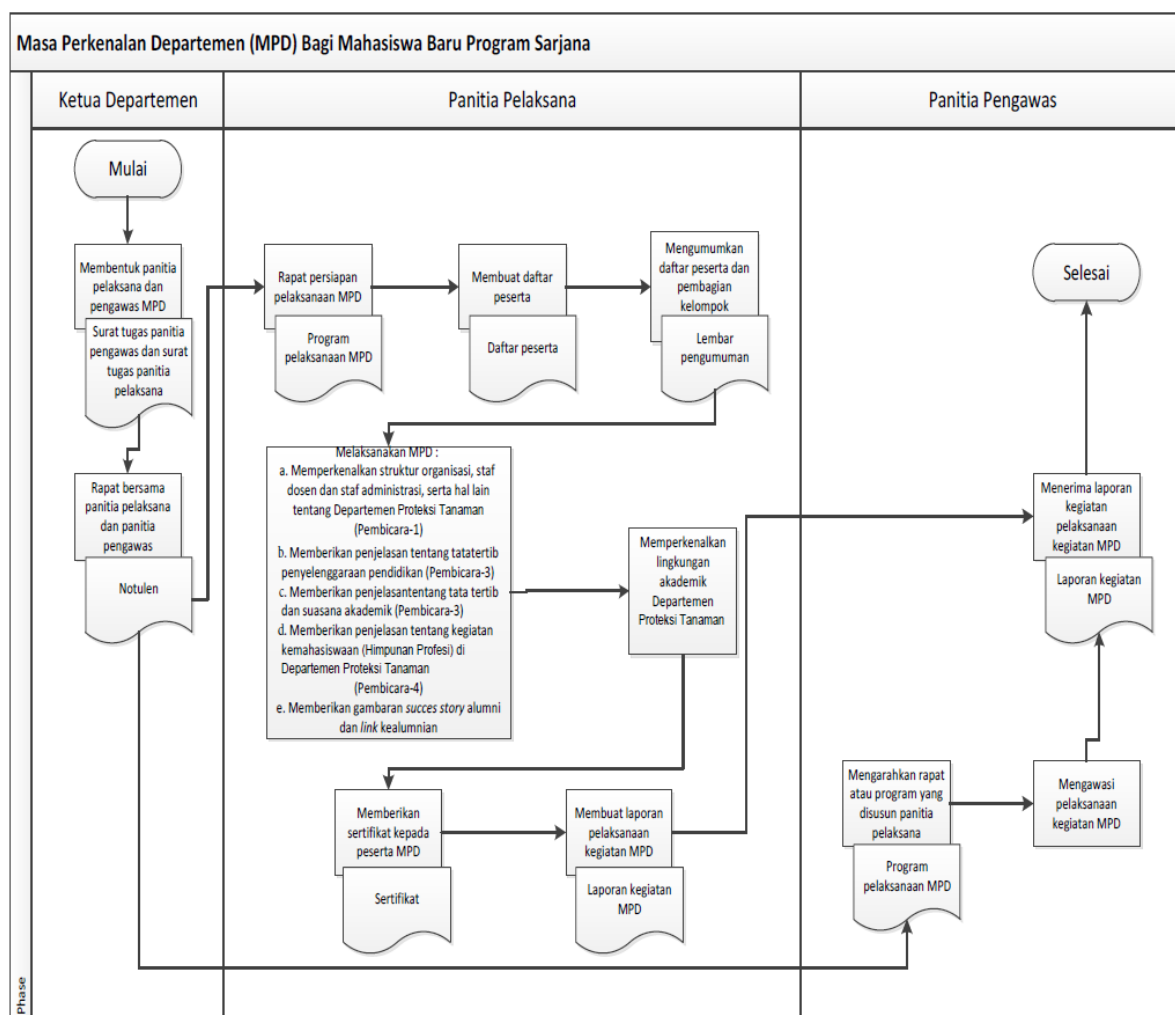 Masa Perkenalan Departemen (MPD) Bagi Mahasiswa Baru Program Sarjana
Ketua Departemen
Panitia Pelaksana
Panitia Pengawas
Mulai
Membentuk panitia
pelaksana dan
pengawas MPD
Surat tugas panitia
pengawas dan surat
tugas panitia
pelaksana
Rapat bersama
panitia pelaksana
dan panitia
pengawas
Notulen
Rapat persiapan
pelaksanaan MPD
Program
pelaksanaan MPD
Membuat daftar
peserta
Daftar peserta
Mengumumkan
daftar peserta dan
pembagian
kelompok
Lembar
pengumuman
Melaksanakan MPD :
a. Memperkenalkan struktur organisasi, staf
dosen dan staf administrasi, serta hal lain
tentang Departemen Proteksi Tanaman
(Pembicara-1)
b. Memberikan penjelasan tentang tatatertib
penyelenggaraan pendidikan (Pembicara-3)
c. Memberikan penjelasantentang tata tertib
dan suasana akademik (Pembicara-3)
d. Memberikan penjelasan tentang kegiatan
kemahasiswaan (Himpunan Profesi) di
Departemen Proteksi Tanaman
(Pembicara-4)
e. Memberikan gambaran succes story alumni
dan link kealumnian
Memperkenalkan
lingkungan
akademik
Departemen
Proteksi Tanaman
Memberikan
sertifikat kepada
peserta MPD
Sertifikat
Membuat laporan
pelaksanaan
kegiatan MPD
Laporan kegiatan
MPD
Mengarahkan rapat
atau program yang
disusun panitia
pelaksana
Program
pelaksanaan MPD
Mengawasi
pelaksanaan
kegiatan MPD
Menerima laporan
kegiatan
pelaksanaan
kegiatan MPD
Laporan kegiatan
MPD
Selesai
Phase